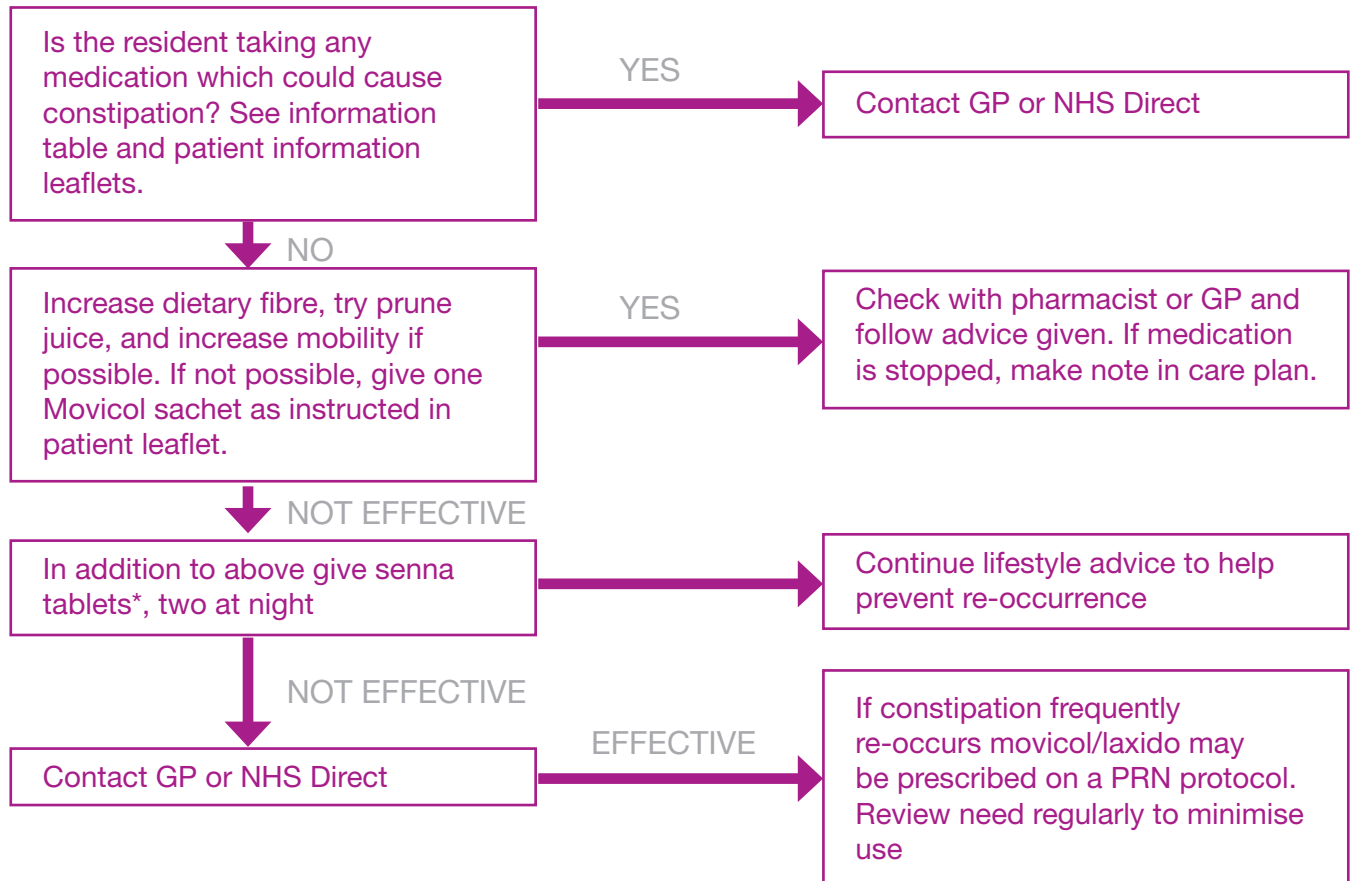 Is the resident taking any
medication which could cause
constipation? See information
table and patient information
leaflets.
YES
Contact GP or NHS Direct
NO
Increase dietary fibre, try prune
juice, and increase mobility if
possible. If not possible, give one
Movicol sachet as instructed in
patient leaflet.
YES
Check with pharmacist or GP and
follow advice given. If medication
is stopped, make note in care plan.
NOT EFFECTIVE
In addition to above give senna
tablets*, two at night
Continue lifestyle advice to help
prevent re-occurrence
NOT EFFECTIVE
Contact GP or NHS Direct
EFFECTIVE
If constipation frequently
re-occurs movicol/laxido may
be prescribed on a PRN protocol.
Review need regularly to minimise
use